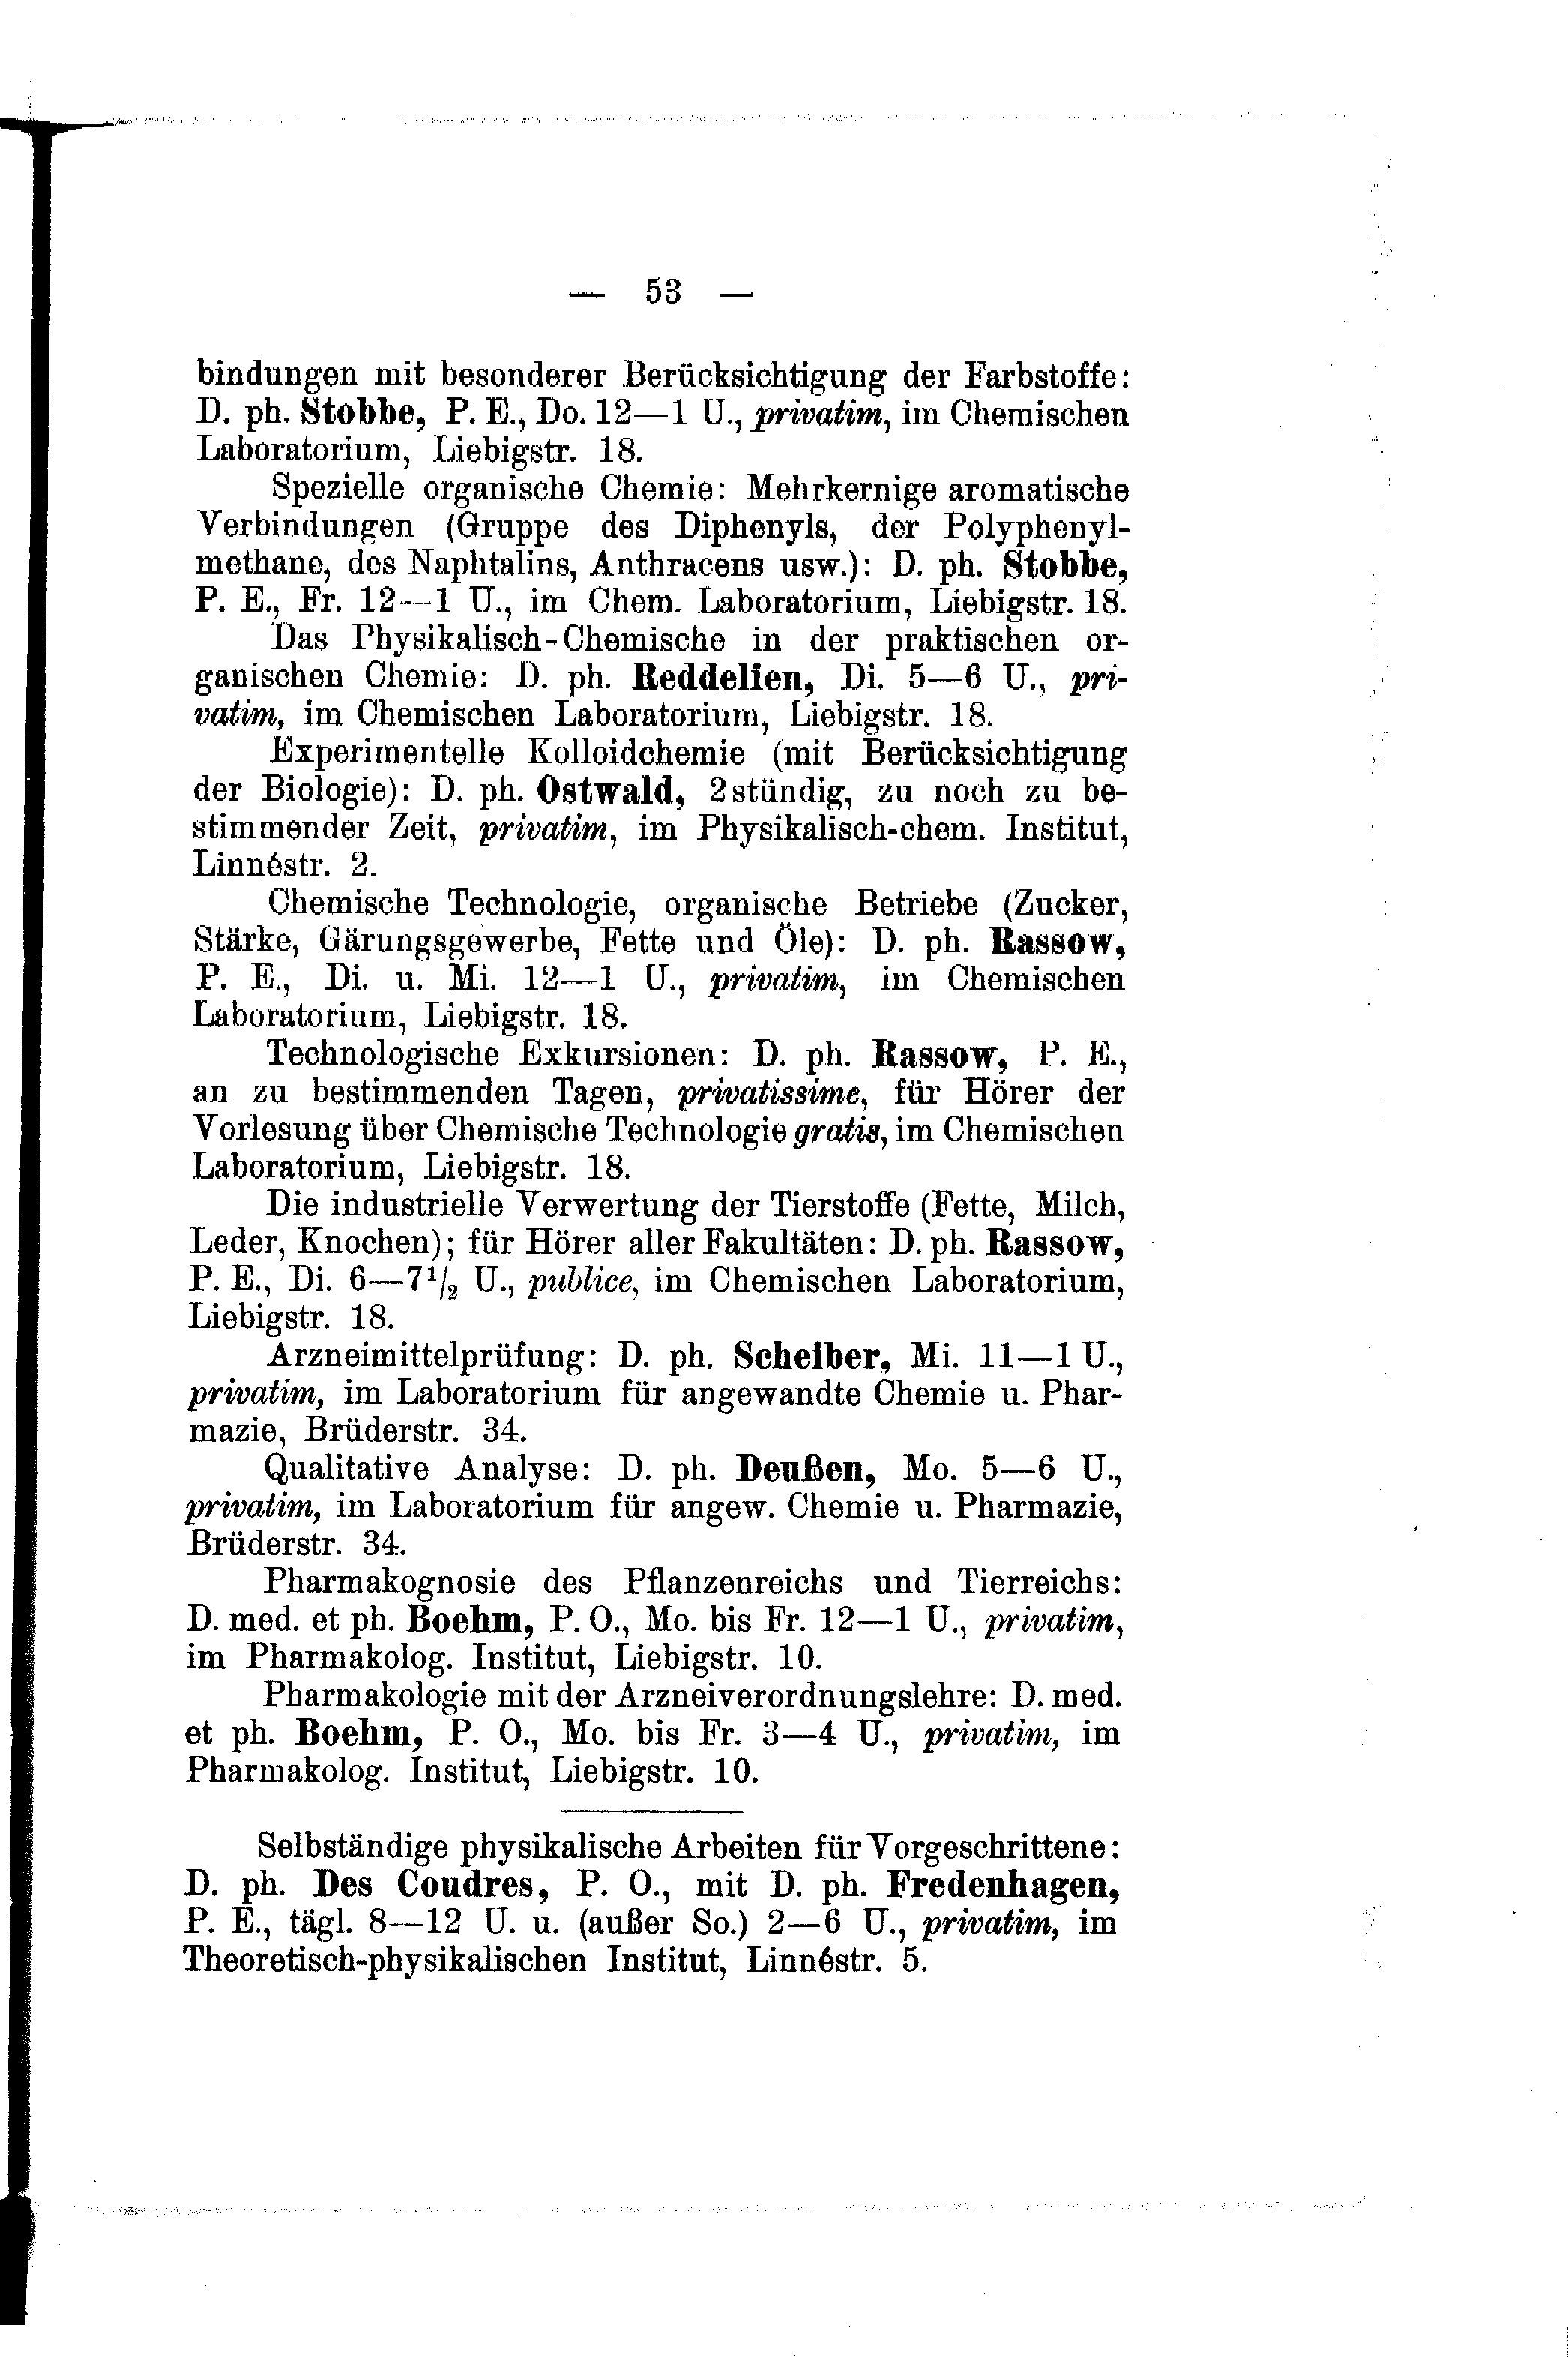 — 53 —
bindungen mit besonderer Berücksichtigung der Farbstoffe:
D. ph. Stobbe, P. E., Do. 12—1 U., privatim, im Chemischen
Laboratorium, Liebigstr. 18.
Spezielle organische Chemie: Mehrkernige aromatische
Verbindungen (Gruppe des Diphenyls, der Polyphenyl-
methane, des Naphtalins, Anthracens usw.): D. ph. Stobbe,
P. E., Fr. 12—1 U., im Chem. Laboratorium, Liebigstr. 18.
Das Physikalisch-Chemische in der praktischen or-
ganischen Chemie: D. ph. Reddelien, Di. 5—6 U., pri-
vatim, im Chemischen Laboratorium, Liebigstr. 18.
Experimentelle Kolloidchemie (mit Berücksichtigung
der Biologie): D. ph. Ostwald, 2stündig, zu noch zu be-
stimmender Zeit, privatim, im Physikalisch-chem. Institut,
Linnéstr. 2.
Chemische Technologie, organische Betriebe (Zucker,
Stärke, Gärungsgewerbe, Fette und Öle): D. ph. Rassow,
P. E., Di. u. Mi. 12—1 U., privatim, im Chemischen
Laboratorium, Liebigstr. 18.
Technologische Exkursionen: D. ph. Rassow, P. E.,
an zu bestimmenden Tagen, privatissime, für Hörer der
Vorlesung über Chemische Technologie gratis, im Chemischen
Laboratorium, Liebigstr. 18.
Die industrielle Verwertung der Tierstoffe (Fette, Milch,
Leder, Knochen); für Hörer aller Fakultäten: D. ph. Rassow,
P. E., Di. 6—7½ U., publice, im Chemischen Laboratorium,
Liebigstr. 18.
Arzneimittelprüfung: D. ph. Scheiber, Mi. 11—1 U.,
privatim, im Laboratorium für angewandte Chemie u. Phar-
mazie, Brüderstr. 34.
Qualitative Analyse: D. ph. Deußen, Mo. 5—6 U.,
privatim, im Laboratorium für angew. Chemie u. Pharmazie,
Brüderstr. 34.
Pharmakognosie des Pflanzenreichs und Tierreichs:
D. med. et ph. Boehm, P. O., Mo. bis Fr. 12—1 U., privatim,
im Pharmakolog. Institut, Liebigstr. 10.
Pharmakologie mit der Arzneiverordnungslehre: D. med.
et ph. Boehm, P. O., Mo. bis Fr. 3—4 U., privatim, im
Pharmakolog. Institut, Liebigstr. 10.
Selbständige physikalische Arbeiten für Vorgeschrittene:
D. ph. Des Coudres, P. O., mit D. ph. Fredenhagen,
P. E., tägl. 8—12 U. u. (außer So.) 2—6 U., privatim, im
Theoretisch-physikalischen Institut, Linnéstr. 5.